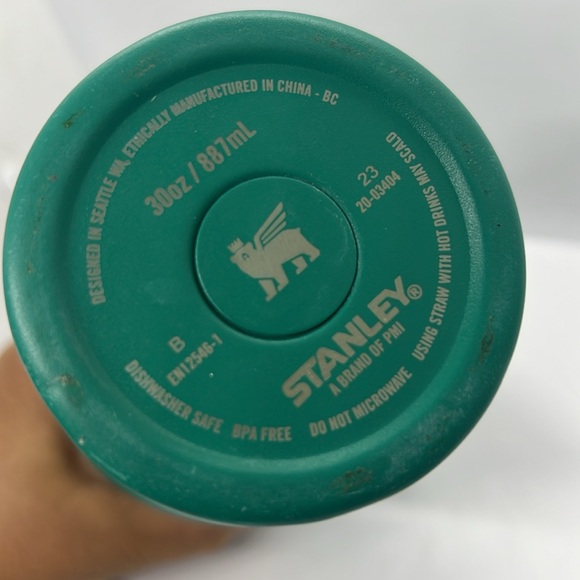 DESIGNED IN SEATTLE WA, ETHICALLY MANUFACTURED IN CHINA - BC
30oz / 887mL
23
20-03404
B
EN12546-1
STANLEY®
A BRAND OF PMI
DISHWASHER SAFE BPA FREE DO NOT MICROWAVE USING STRAW WITH HOT DRINKS MAY SCALD